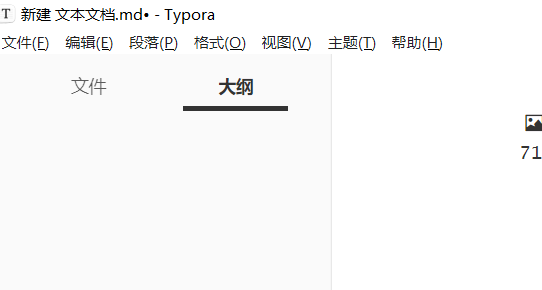 T 新建 文本文档.md• - Typora
文件(F) 编辑(E) 段落(P) 格式(O) 视图(V) 主题(T) 帮助(H)
文件 大纲
71